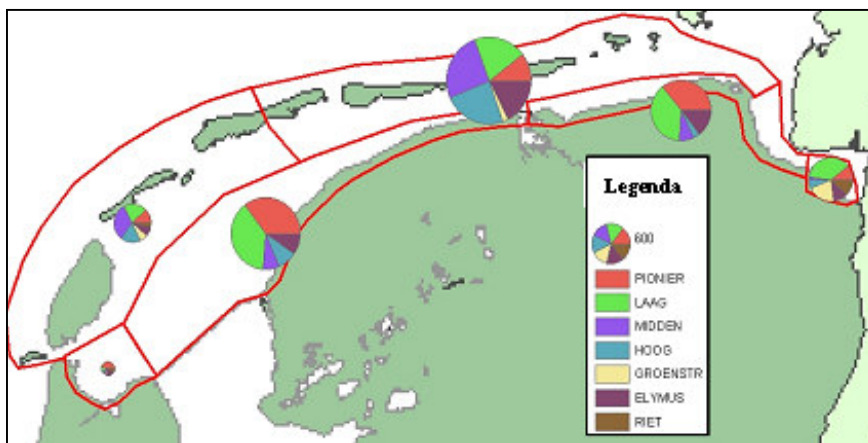 Legenda
600
PIONIER
LAAG
MIDDEN
HOOG
GROENSTR
ELYMUS
RIET